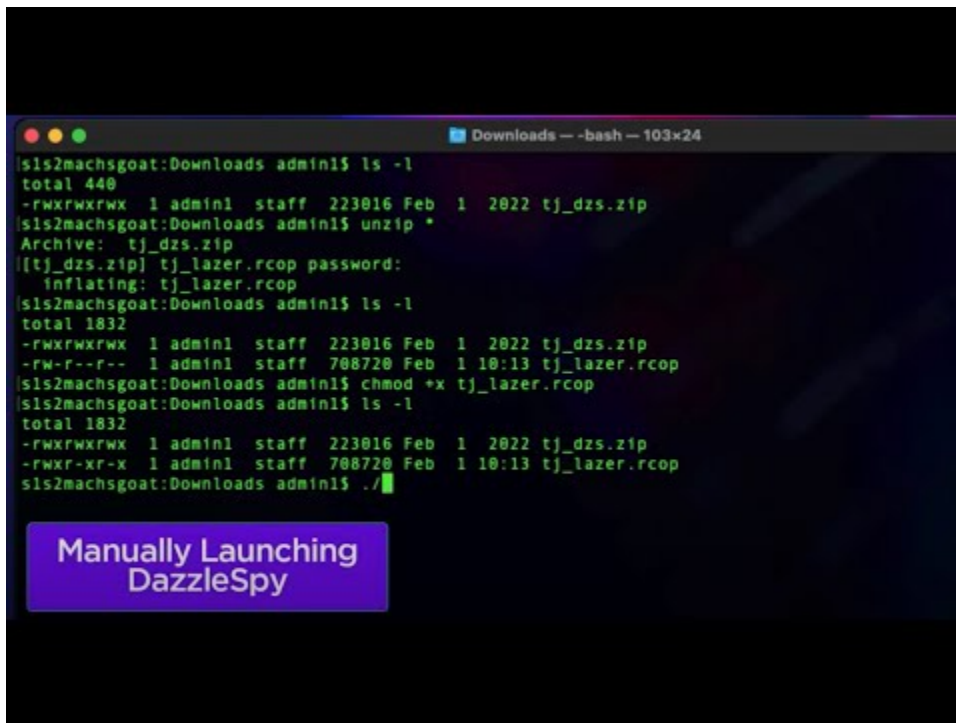 Downloads — -bash — 103×24
s1s2machsgoat:Downloads admin1$ ls -l
total 440
-rwxrwxrwx 1 admin1 staff 223016 Feb 1 2022 tj_dzs.zip
s1s2machsgoat:Downloads admin1$ unzip *
Archive: tj_dzs.zip
[[tj_dzs.zip] tj_lazer.rcop password:
inflating: tj_lazer.rcop
s1s2machsgoat:Downloads admin1$ ls -l
total 1832
-rwxrwxrwx 1 admin1 staff 223016 Feb 1 2022 tj_dzs.zip
-rw-r--r-- 1 admin1 staff 708720 Feb 1 10:13 tj_lazer.rcop
s1s2machsgoat:Downloads admin1$ chmod +x tj_lazer.rcop
s1s2machsgoat:Downloads admin1$ ls -l
total 1832
-rwxrwxrwx 1 admin1 staff 223016 Feb 1 2022 tj_dzs.zip
-rwxr-xr-x 1 admin1 staff 708720 Feb 1 10:13 tj_lazer.rcop
s1s2machsgoat:Downloads admin1$ ./
Manually Launching
DazzleSpy